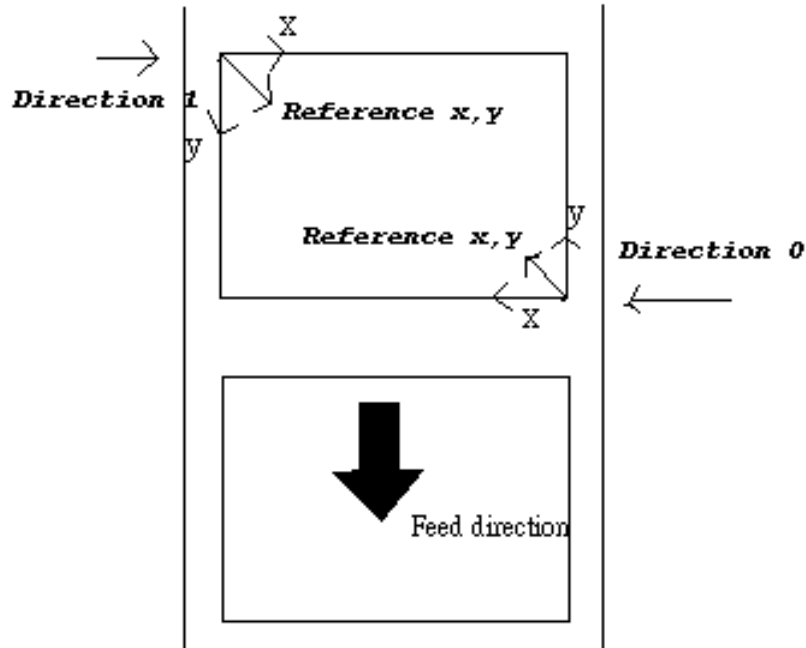 X
Direction 1
Reference x,y
y
y
Reference x,y
Direction 0
X
Feed direction